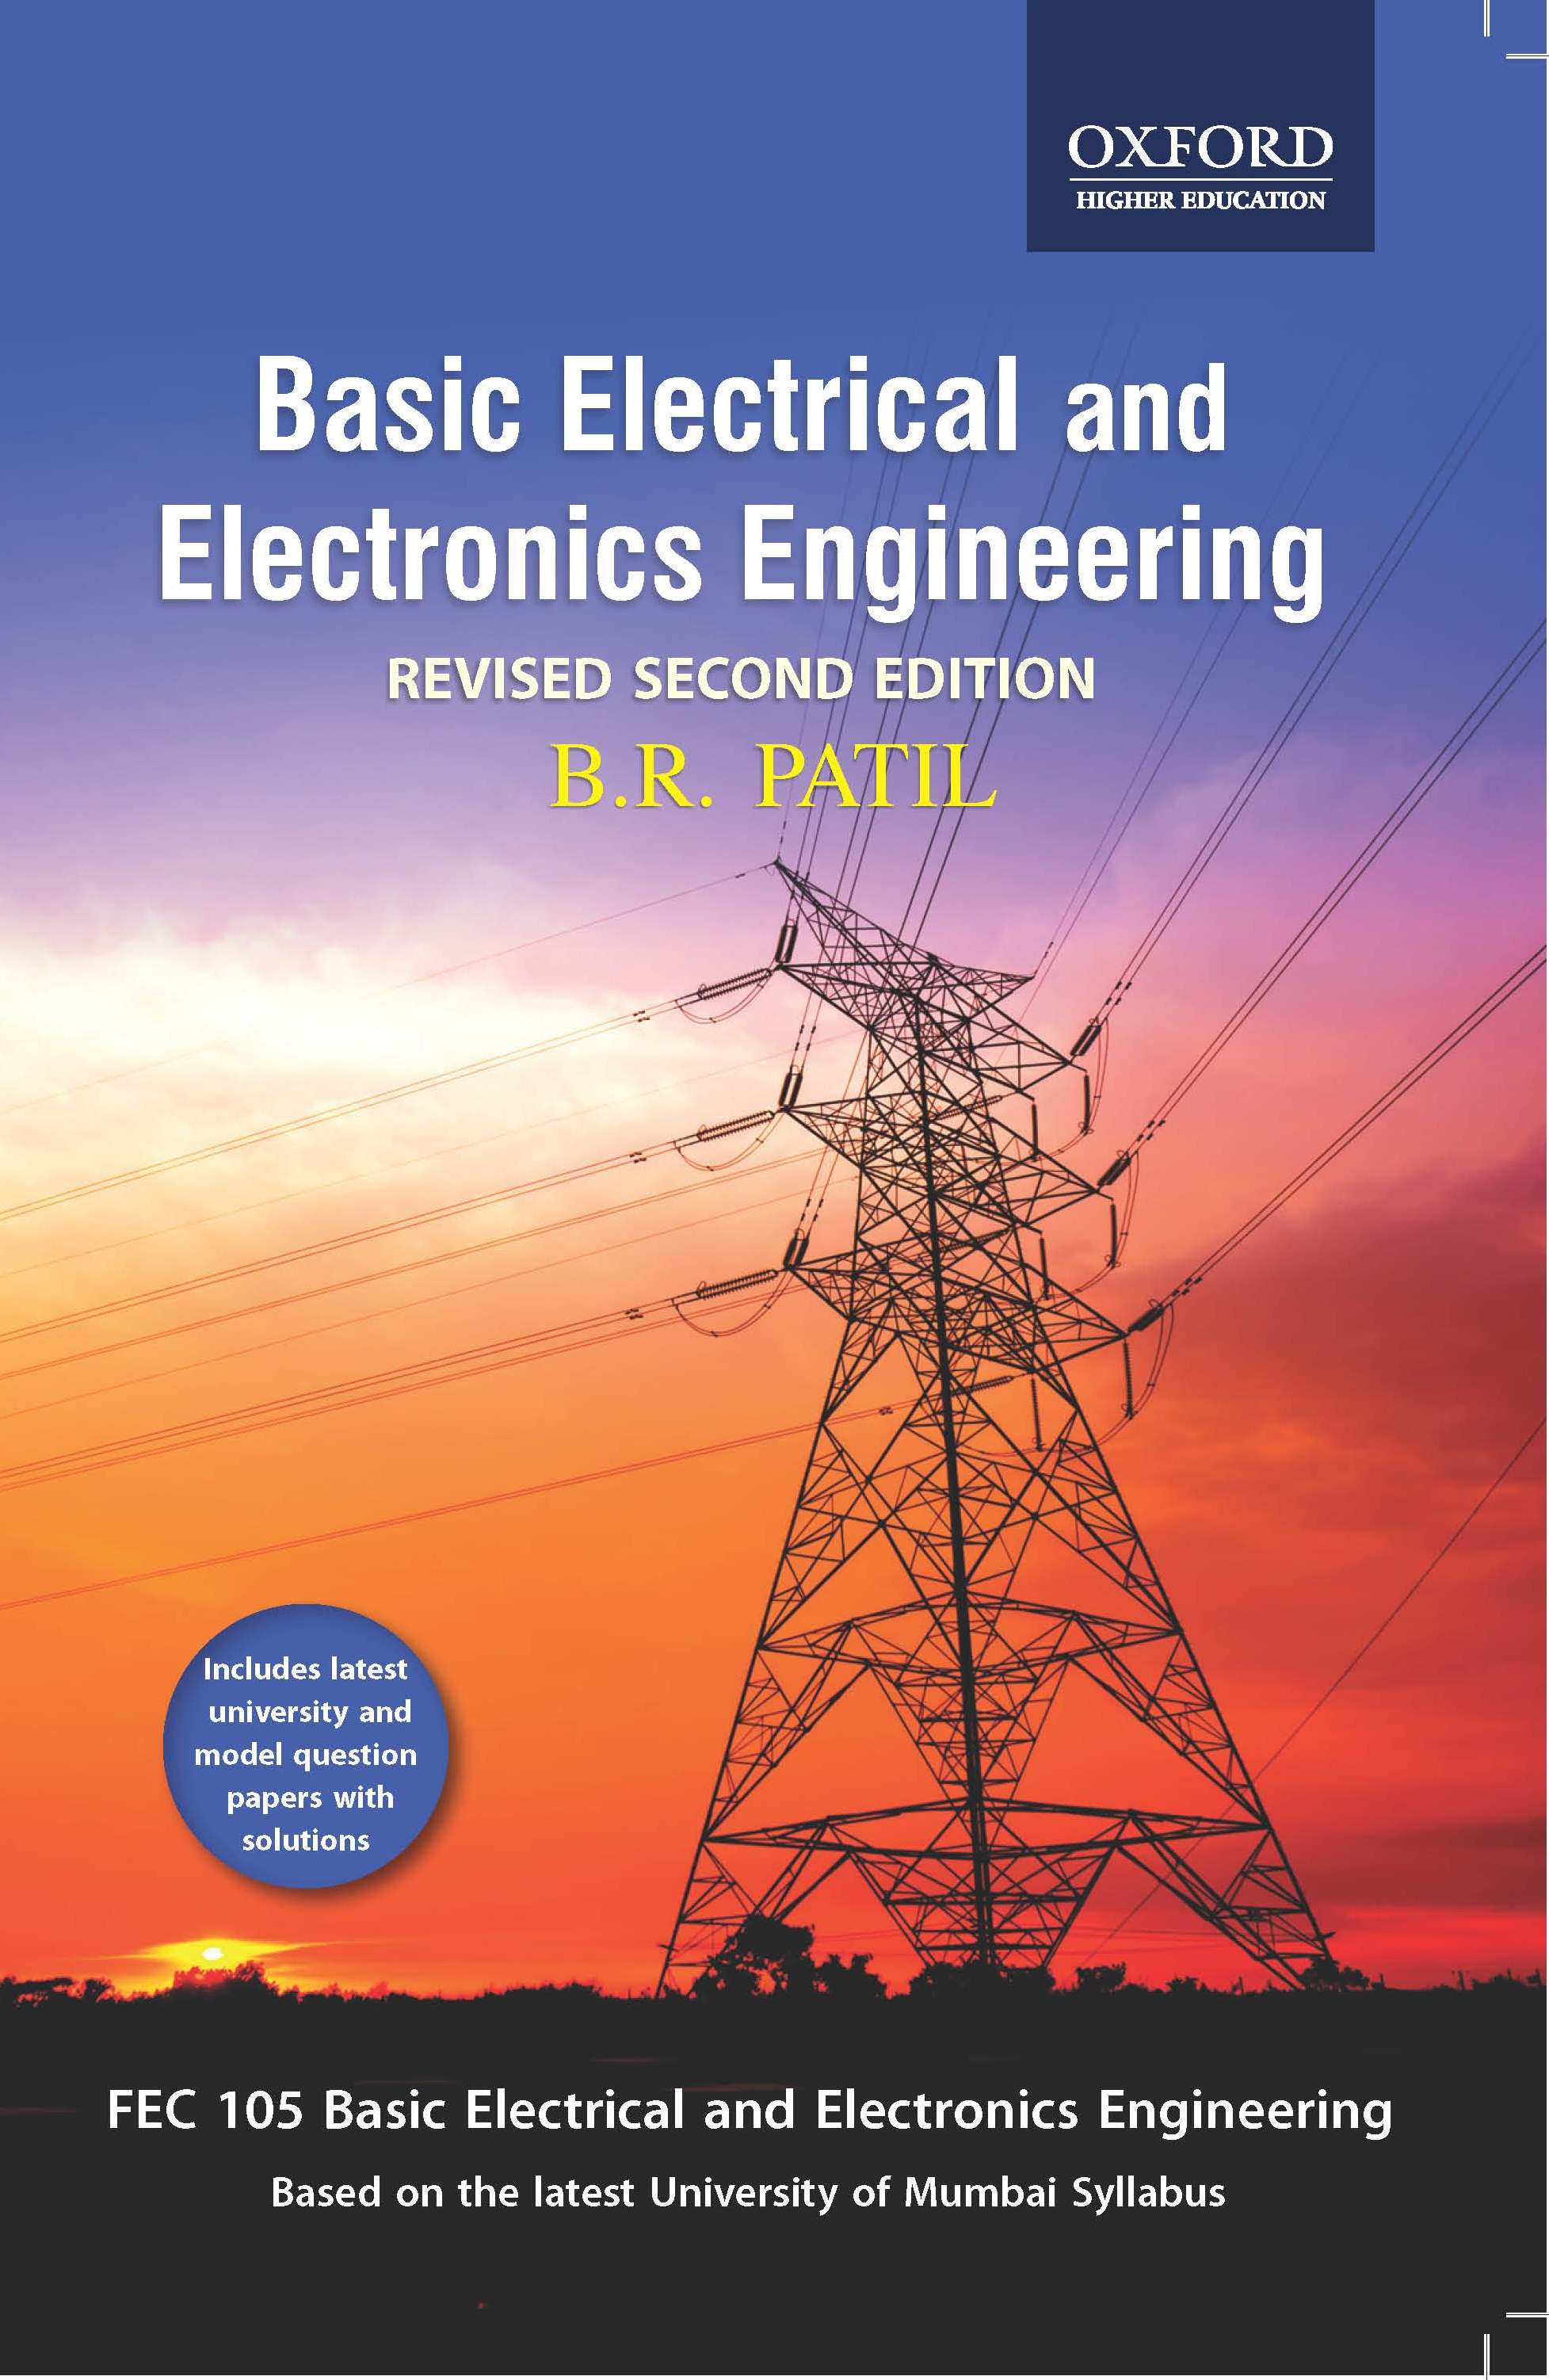 OXFORD
HIGHER EDUCATION
Basic Electrical and
Electronics Engineering
REVISED SECOND EDITION
B.R. PATIL
Includes latest
university and
model question
papers with
solutions
FEC 105 Basic Electrical and Electronics Engineering
Based on the latest University of Mumbai Syllabus